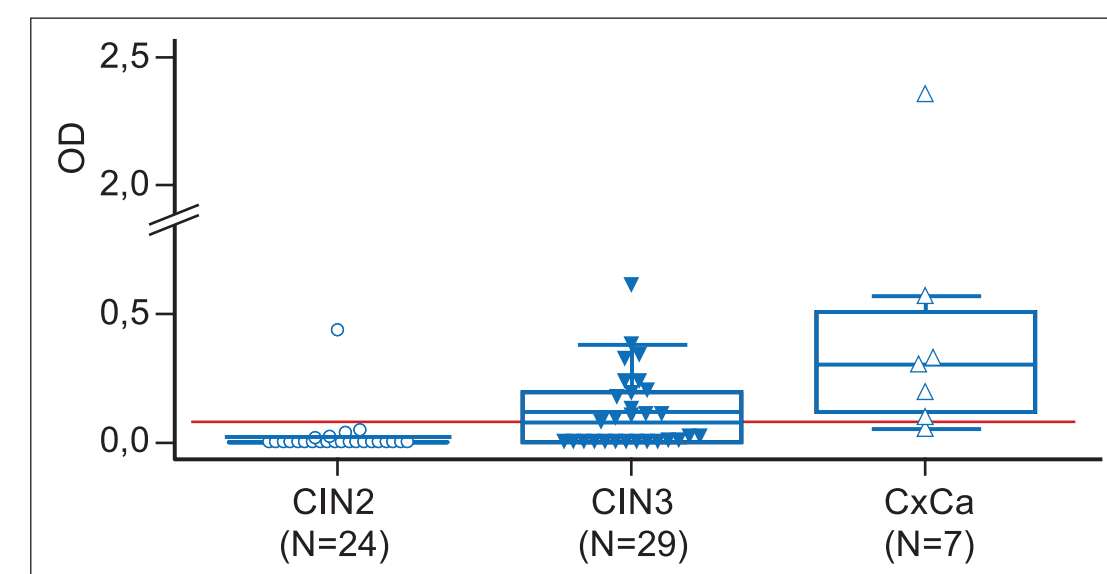 2,5
OD
2,0
0,5
0,0
CIN2 CIN3 CxCa
(N=24) (N=29) (N=7)